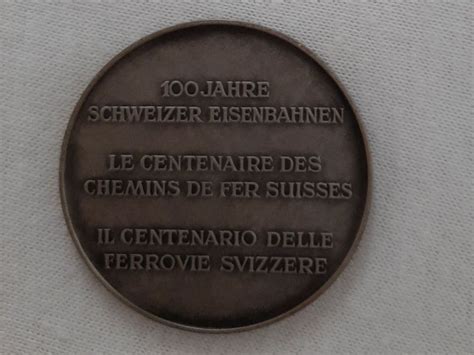 100 JAHRE
SCHWEIZER EISENBAHNEN
LE CENTENAIRE DES
CHEMINS DE FER SUISSES
IL CENTENARIO DELLE
FERROVIE SVIZZERE